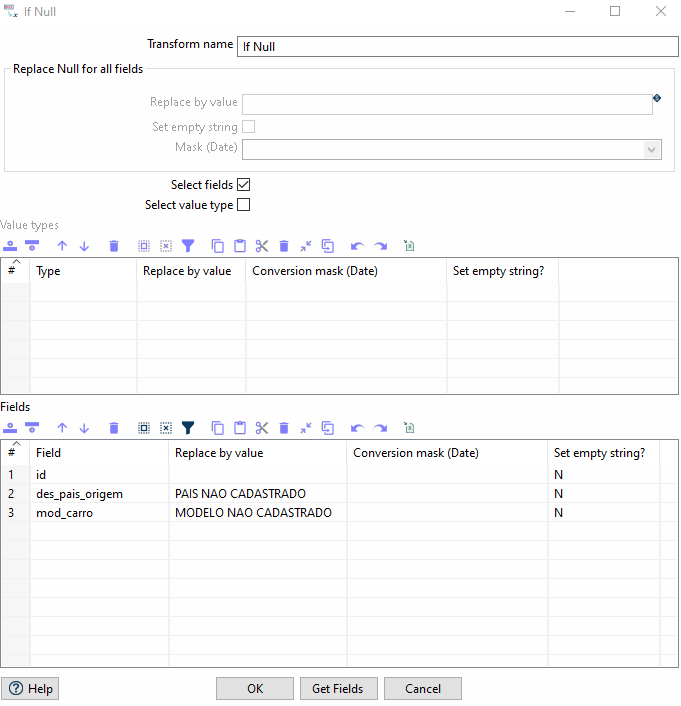 If Null
Transform name If Null
Replace Null for all fields
Replace by value
Set empty string
Mask (Date)
Select fields
Select value type
Value types
# Type Replace by value Conversion mask (Date) Set empty string?
Fields
# Field Replace by value Conversion mask (Date) Set empty string?
1 id N
2 des_pais_origem PAIS NAO CADASTRADO N
3 mod_carro MODELO NAO CADASTRADO N
Help OK Get Fields Cancel